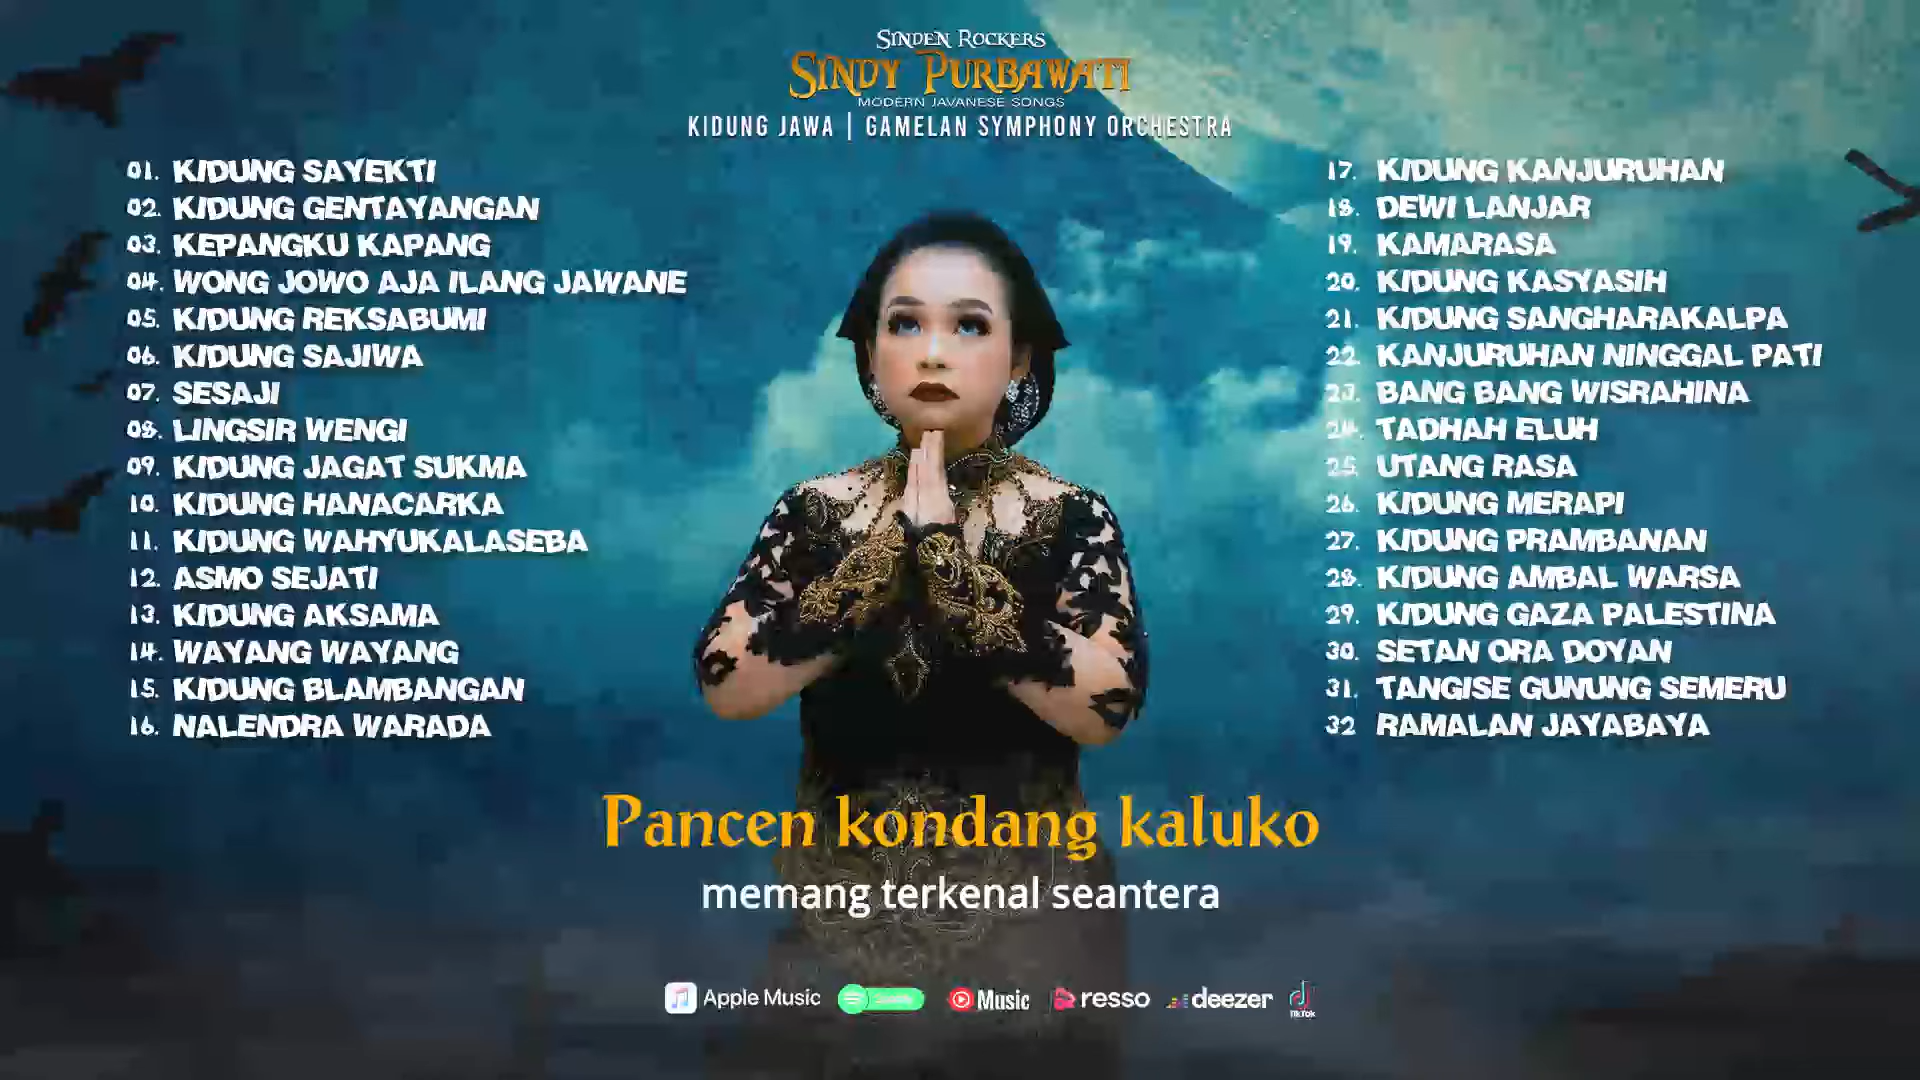 SINDEN ROCKERS
SINDY PURBAWATI
MODERN JAVANESE SONGS
KIDUNG JAWA | GAMELAN SYMPHONY ORCHESTRA
01. KIDUNG SAYEKTI
02. KIDUNG GENTAYANGAN
03. KEPANGKU KAPANG
04. WONG JOWO AJA ILANG JAWANE
05. KIDUNG REKSABUMI
06. KIDUNG SAJIWA
07. SESAJI
08. LINGSIR WENGI
09. KIDUNG JAGAT SUKMA
10. KIDUNG HANACARKA
11. KIDUNG WAHYUKALASEBA
12. ASMO SEJATI
13. KIDUNG AKSAMA
14. WAYANG WAYANG
15. KIDUNG BLAMBANGAN
16. NALENDRA WARADA
17. KIDUNG KANJURUHAN
18. DEWI LANJAR
19. KAMARASA
20. KIDUNG KASYASIH
21. KIDUNG SANGHARAKALPA
22. KANJURUHAN NINGGAL PATI
23. BANG BANG WISRAHINA
24. TADHAH ELUH
25. UTANG RASA
26. KIDUNG MERAPI
27. KIDUNG PRAMBANAN
28. KIDUNG AMBAL WARSA
29. KIDUNG GAZA PALESTINA
30. SETAN ORA DOYAN
31. TANGISE GUNUNG SEMERU
32 RAMALAN JAYABAYA
Pancen kondang kaluko
memang terkenal seantera
Apple Music Spotify Music resso deezer TikTok